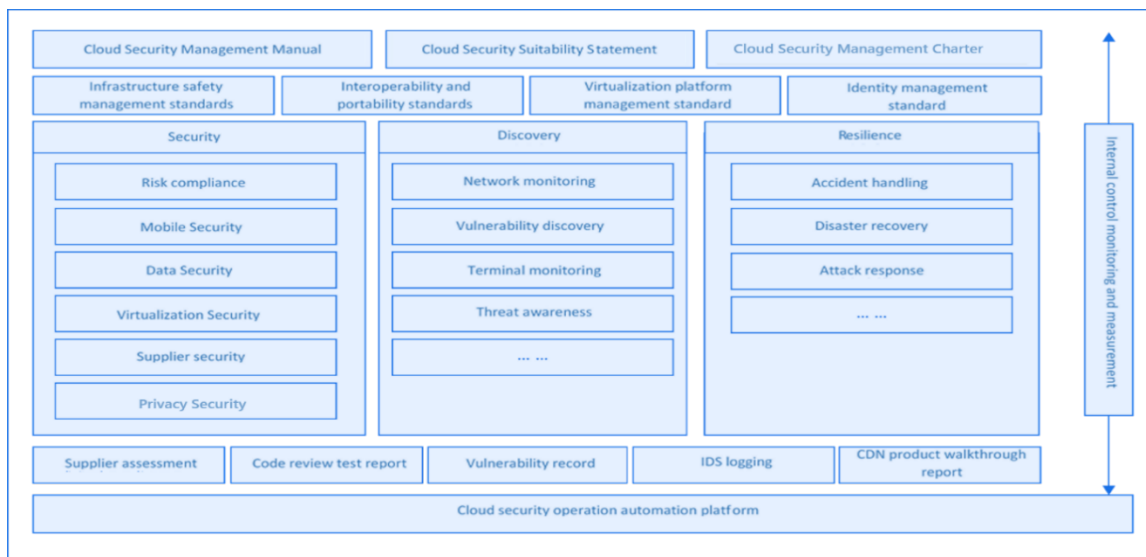 Cloud Security Management Manual
Cloud Security Suitability Statement
Cloud Security Management Charter
Infrastructure safety
management standards
Interoperability and
portability standards
Virtualization platform
management standard
Identity management
standard
Security
Risk compliance
Mobile Security
Data Security
Virtualization Security
Supplier security
Privacy Security
Discovery
Network monitoring
Vulnerability discovery
Terminal monitoring
Threat awareness
... ...
Resilience
Accident handling
Disaster recovery
Attack response
... ...
Supplier assessment
Code review test report
Vulnerability record
IDS logging
CDN product walkthrough
report
Cloud security operation automation platform
Internal control monitoring and measurement